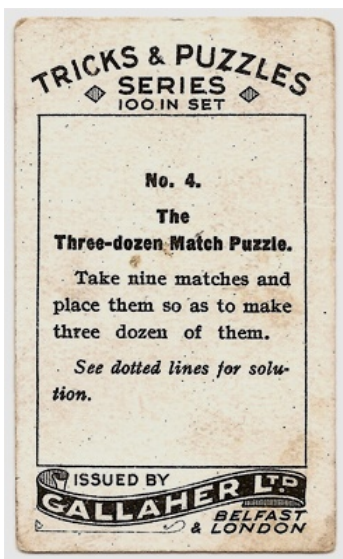 TRICKS & PUZZLES
SERIES
100 IN SET
No. 4.
The
Three-dozen Match Puzzle.
Take nine matches and
place them so as to make
three dozen of them.
See dotted lines for solu-
tion.
ISSUED BY
GALLAHER LTD
BELFAST
& LONDON